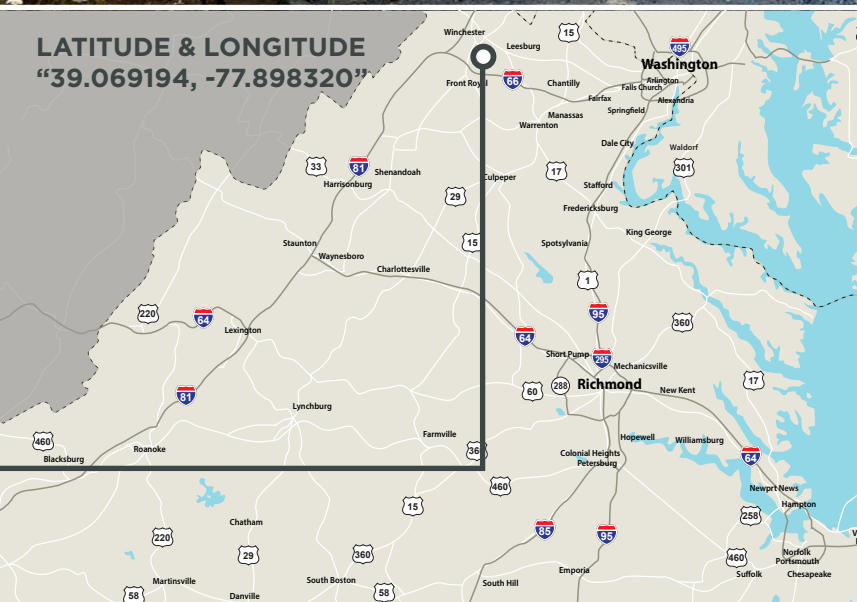 LATITUDE & LONGITUDE
“39.069194, -77.898320”
Winchester
Leesburg
15
495
Washington
Front Royal
66
Chantilly
Arlington
Falls Church
Fairfax
Alexandria
Springfield
Manassas
Warrenton
Dale City
Waldorf
33
81
Shenandoah
Harrisonburg
Culpeper
17
301
Stafford
29
Fredericksburg
King George
15
Staunton
Spotsylvania
Waynesboro
Charlottesville
1
220
64
95
Lexington
64
360
Short Pump
295
Mechanicsville
81
60
288
Richmond
17
New Kent
Lynchburg
460
Farmville
Hopewell
Williamsburg
Blacksburg
Roanoke
36
Colonial Heights
Petersburg
64
460
Newprt News
15
Hampton
258
Chatham
85
95
220
29
360
460
Norfolk
Portsmouth
Martinsville
South Boston
South Hill
Emporia
Suffolk
Chesapeake
58
Danville
58